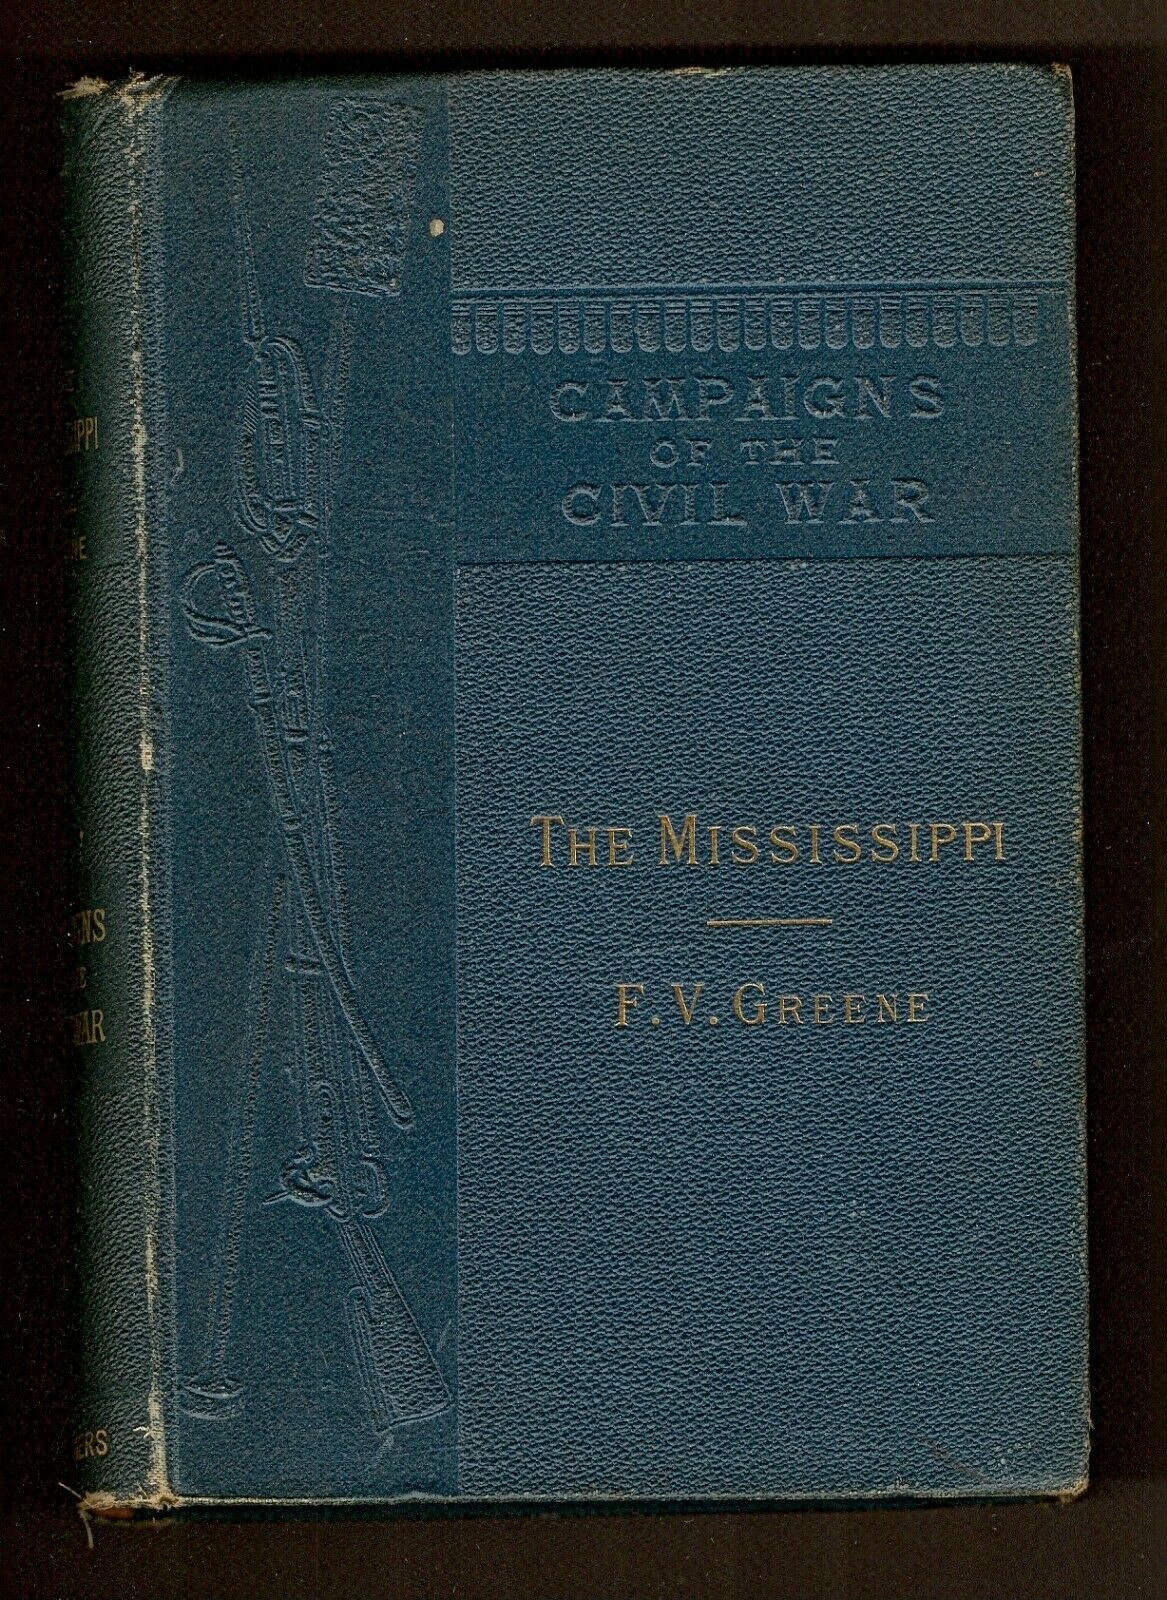 CAMPAIGNS
OF THE
CIVIL WAR
THE MISSISSIPPI
F. V. GREENE